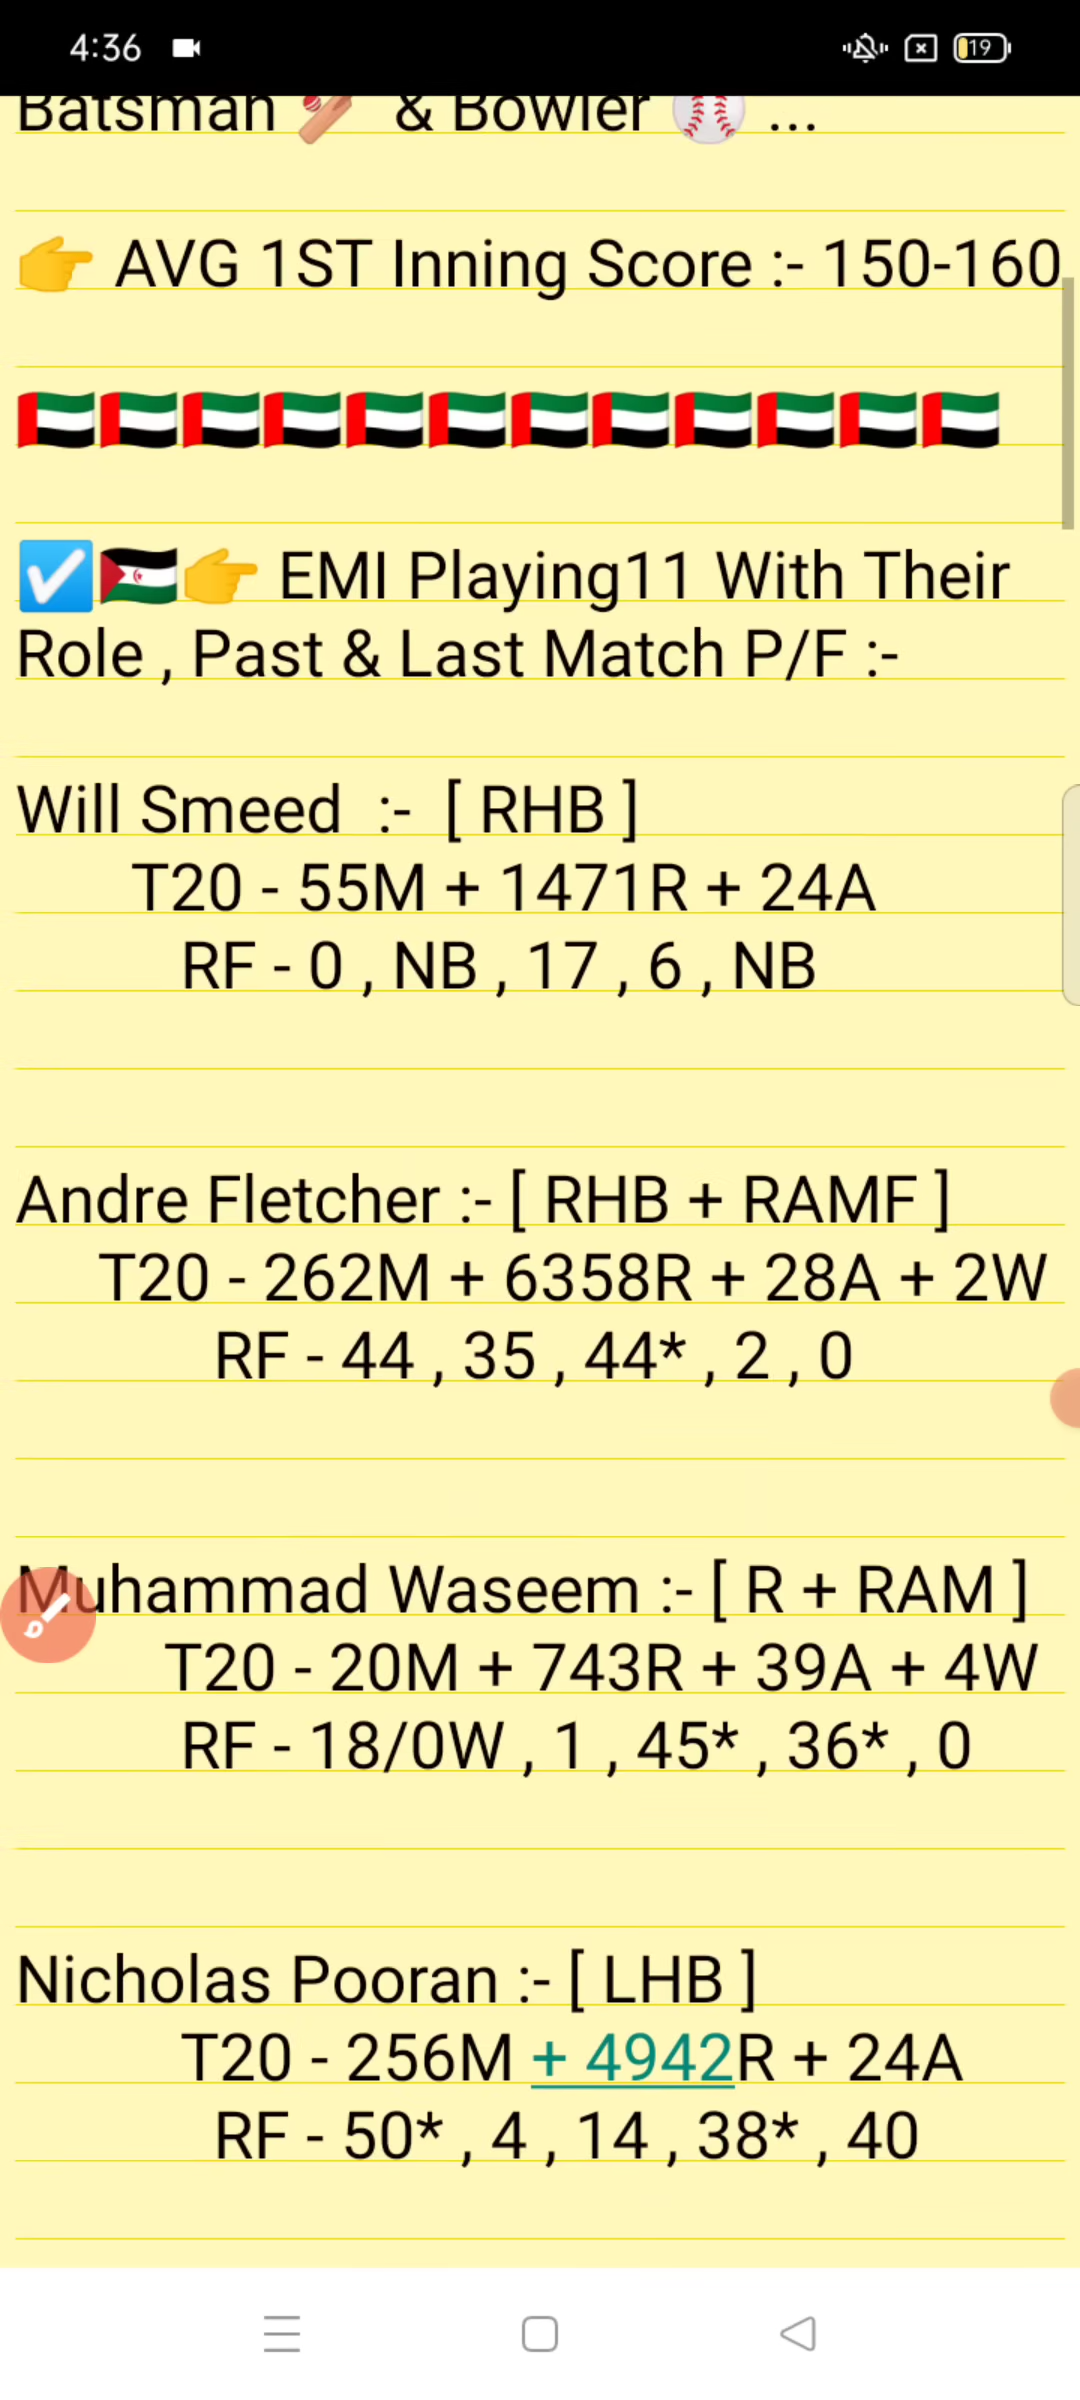 4:36
19
Batsman 🏏 & Bowler ⚾ ...
👉 AVG 1ST Inning Score :- 150-160
🇦🇪🇦🇪🇦🇪🇦🇪🇦🇪🇦🇪🇦🇪🇦🇪🇦🇪🇦🇪🇦🇪🇦🇪
☑️🇪🇭👉 EMI Playing11 With Their
Role , Past & Last Match P/F :-
Will Smeed :- [ RHB ]
T20 - 55M + 1471R + 24A
RF - 0 , NB , 17 , 6 , NB
Andre Fletcher :- [ RHB + RAMF ]
T20 - 262M + 6358R + 28A + 2W
RF - 44 , 35 , 44* , 2 , 0
Muhammad Waseem :- [ R + RAM ]
T20 - 20M + 743R + 39A + 4W
RF - 18/0W , 1 , 45* , 36* , 0
Nicholas Pooran :- [ LHB ]
T20 - 256M + 4942R + 24A
RF - 50* , 4 , 14 , 38* , 40